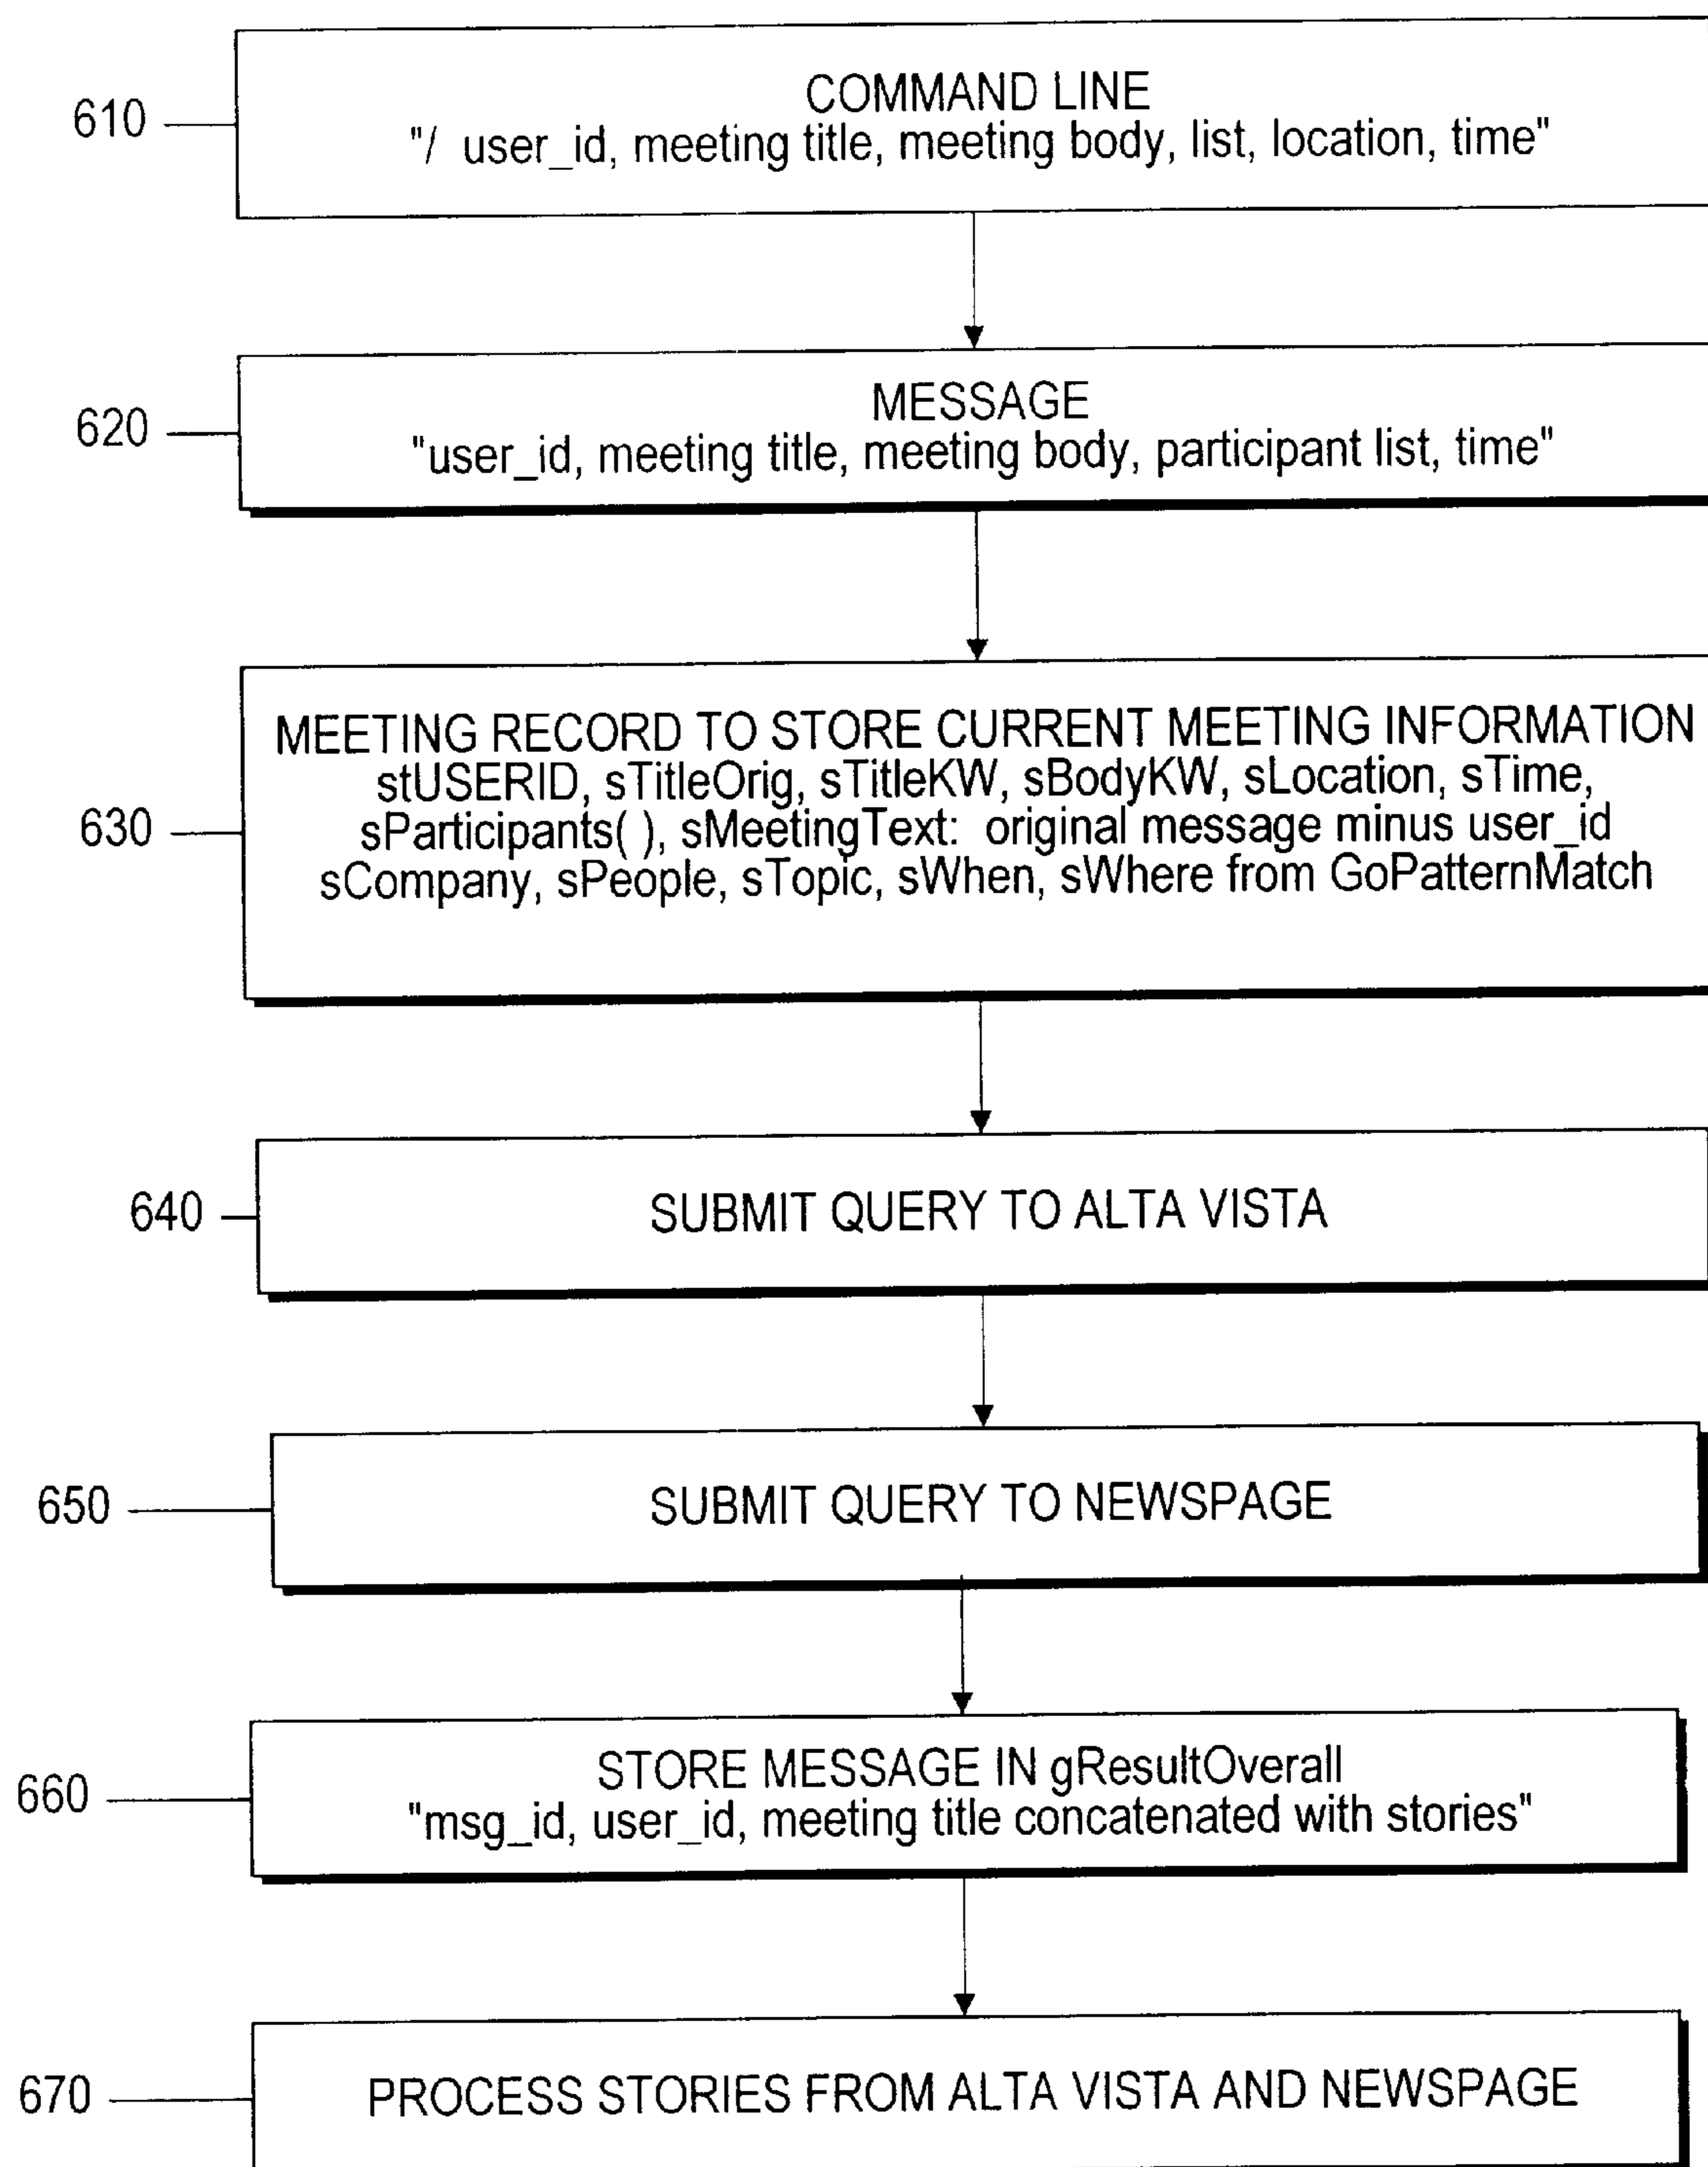 610
COMMAND LINE
"/ user_id, meeting title, meeting body, list, location, time"
620
MESSAGE
"user_id, meeting title, meeting body, participant list, time"
630
MEETING RECORD TO STORE CURRENT MEETING INFORMATION
stUSERID, sTitleOrig, sTitleKW, sBodyKW, sLocation, sTime,
sParticipants( ), sMeetingText: original message minus user_id
sCompany, sPeople, sTopic, sWhen, sWhere from GoPatternMatch
640
SUBMIT QUERY TO ALTA VISTA
650
SUBMIT QUERY TO NEWSPAGE
660
STORE MESSAGE IN gResultOverall
"msg_id, user_id, meeting title concatenated with stories"
670
PROCESS STORIES FROM ALTA VISTA AND NEWSPAGE